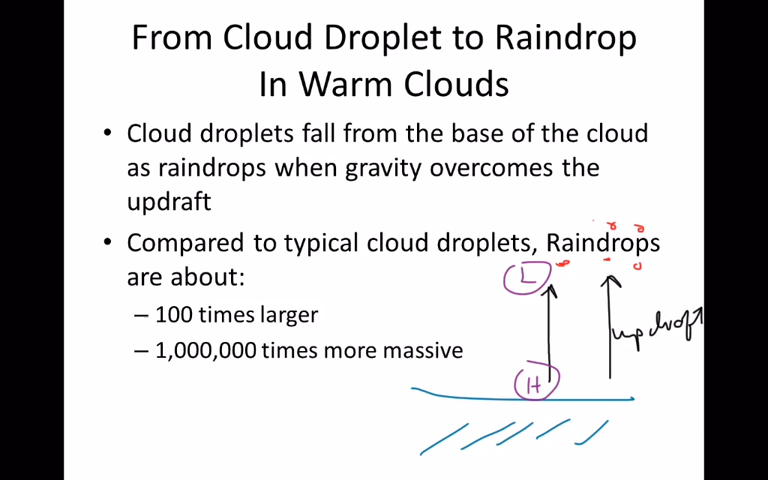 From Cloud Droplet to Raindrop
In Warm Clouds
• Cloud droplets fall from the base of the cloud
as raindrops when gravity overcomes the
updraft
• Compared to typical cloud droplets, Raindrops
are about:
L
– 100 times larger
updraft
– 1,000,000 times more massive
H